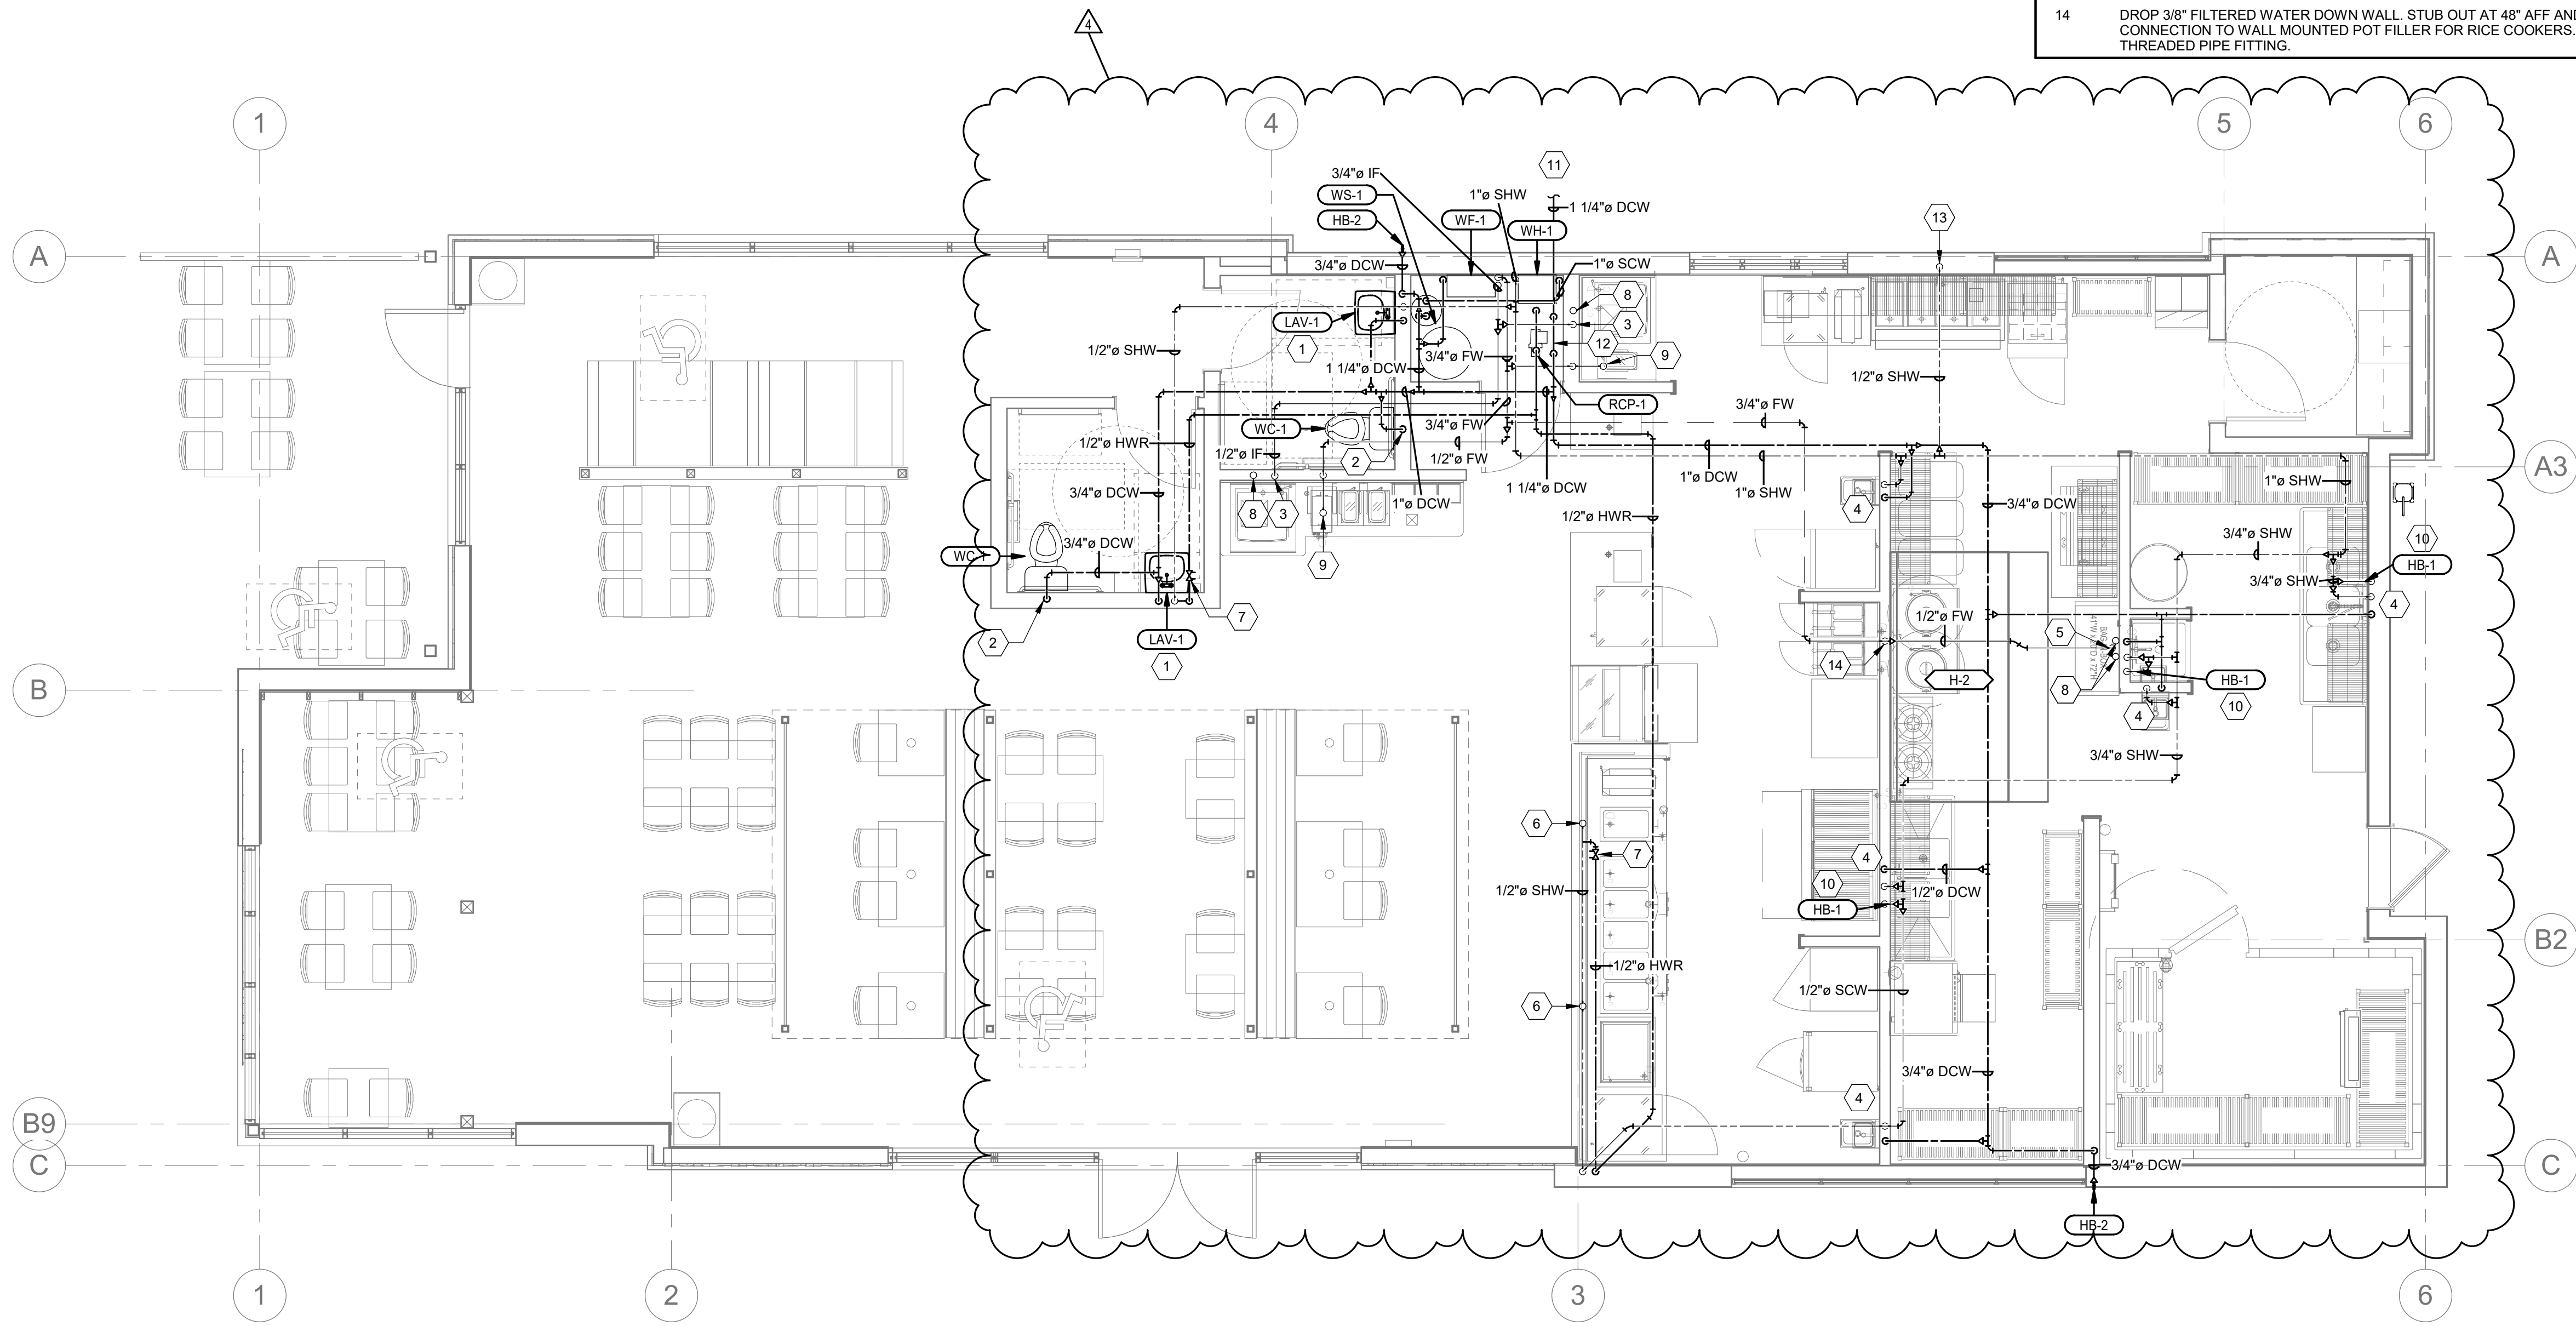 14 DROP 3/8" FILTERED WATER DOWN WALL. STUB OUT AT 48" AFF AND
CONNECTION TO WALL MOUNTED POT FILLER FOR RICE COOKERS.
THREADED PIPE FITTING.
4
1
4
5
6
11
3/4"ø IF
WS-1
HB-2
WF-1
1"ø SHW
1 1/4"ø DCW
WH-1
13
A
A
3/4"ø DCW
1"ø SCW
8
LAV-1
3
1
12
1/2"ø SHW
3/4"ø FW
9
1 1/4"ø DCW
1/2"ø SHW
RCP-1
3/4"ø FW
3/4"ø FW
WC-1
1/2"ø HWR
1/2"ø IF
2
1/2"ø FW
A3
1"ø DCW
1"ø SHW
1 1/4"ø DCW
1"ø SHW
3/4"ø DCW
1"ø DCW
3/4"ø DCW
8
3
4
1/2"ø HWR
3/4"ø SHW
10
WC-1
3/4"ø DCW
9
HB-1
3/4"ø SHW
4
2
7
1/2"ø FW
5
LAV-1
1
14
BAG
41"W x
D x 72"H
H-2
8
HB-1
10
B
4
3/4"ø SHW
6
7
4
1/2"ø SHW
10
1/2"ø DCW
HB-1
B2
1/2"ø HWR
1/2"ø SCW
6
3/4"ø DCW
4
B9
C
3/4"ø DCW
C
HB-2
1
2
3
6